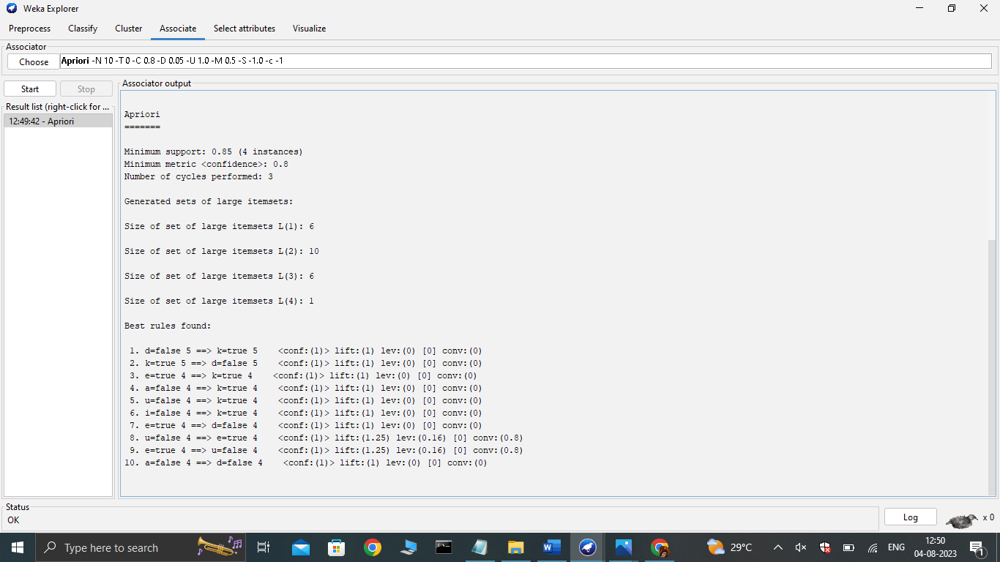 Weka Explorer
Preprocess Classify Cluster Associate Select attributes Visualize
Associator
Choose Apriori -N 10 -T 0 -C 0.8 -D 0.05 -U 1.0 -M 0.5 -S -1.0 -c -1
Start Stop
Result list (right-click for ...
12:49:42 - Apriori
Associator output
Apriori
=======
Minimum support: 0.85 (4 instances)
Minimum metric <confidence>: 0.8
Number of cycles performed: 3
Generated sets of large itemsets:
Size of set of large itemsets L(1): 6
Size of set of large itemsets L(2): 10
Size of set of large itemsets L(3): 6
Size of set of large itemsets L(4): 1
Best rules found:
1. d=false 5 ==> k=true 5 <conf:(1)> lift:(1) lev:(0) [0] conv:(0)
2. k=true 5 ==> d=false 5 <conf:(1)> lift:(1) lev:(0) [0] conv:(0)
3. e=true 4 ==> k=true 4 <conf:(1)> lift:(1) lev:(0) [0] conv:(0)
4. a=false 4 ==> k=true 4 <conf:(1)> lift:(1) lev:(0) [0] conv:(0)
5. u=false 4 ==> k=true 4 <conf:(1)> lift:(1) lev:(0) [0] conv:(0)
6. i=false 4 ==> k=true 4 <conf:(1)> lift:(1) lev:(0) [0] conv:(0)
7. e=true 4 ==> d=false 4 <conf:(1)> lift:(1) lev:(0) [0] conv:(0)
8. u=false 4 ==> e=true 4 <conf:(1)> lift:(1.25) lev:(0.16) [0] conv:(0.8)
9. e=true 4 ==> u=false 4 <conf:(1)> lift:(1.25) lev:(0.16) [0] conv:(0.8)
10. a=false 4 ==> d=false 4 <conf:(1)> lift:(1) lev:(0) [0] conv:(0)
Status
OK
Log
x 0
Type here to search
29°C
ENG
12:50
04-08-2023
1